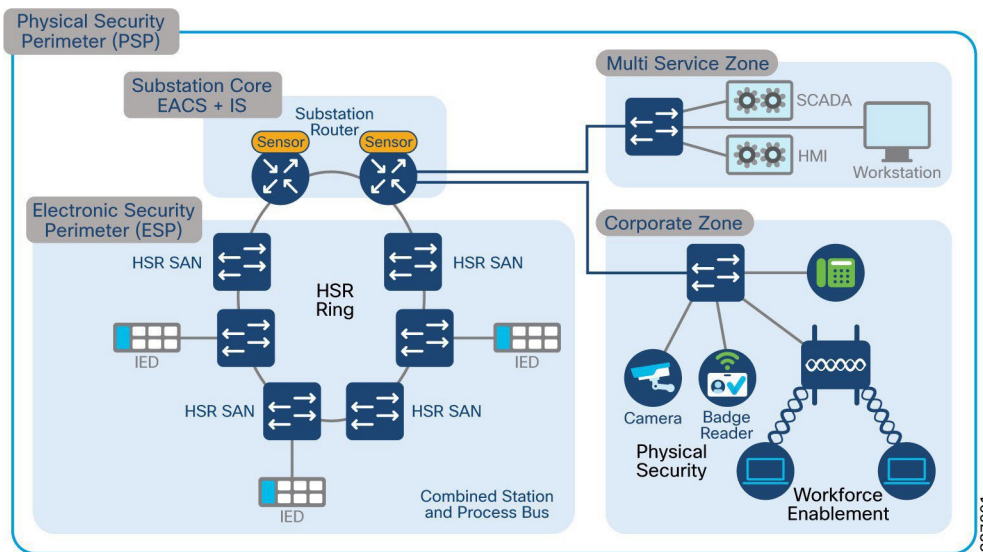 Physical Security
Perimeter (PSP)
Substation Core
EACS + IS
Substation
Router
Sensor
Sensor
Multi Service Zone
SCADA
HMI
Workstation
Electronic Security
Perimeter (ESP)
HSR SAN
HSR SAN
HSR
Ring
IED
IED
HSR SAN
HSR SAN
IED
Combined Station
and Process Bus
Corporate Zone
Camera
Badge
Reader
Physical
Security
Workforce
Enablement